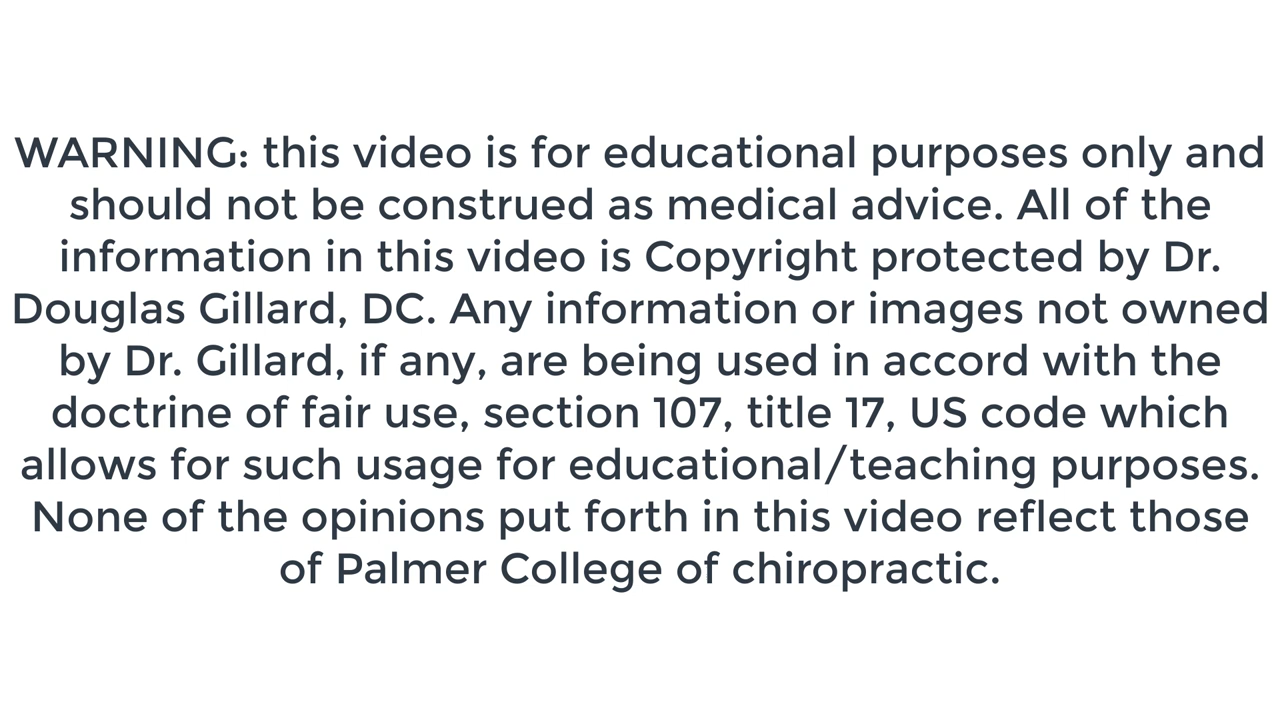 WARNING: this video is for educational purposes only and
should not be construed as medical advice. All of the
information in this video is Copyright protected by Dr.
Douglas Gillard, DC. Any information or images not owned
by Dr. Gillard, if any, are being used in accord with the
doctrine of fair use, section 107, title 17, US code which
allows for such usage for educational/teaching purposes.
None of the opinions put forth in this video reflect those
of Palmer College of chiropractic.